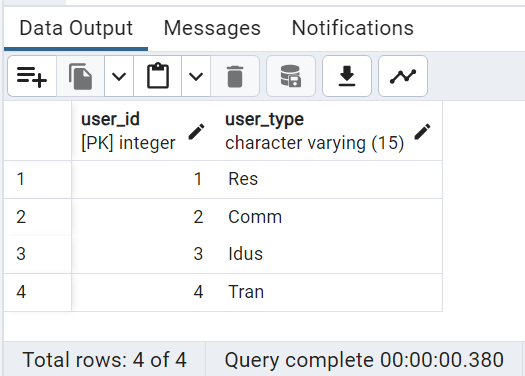 Data Output Messages Notifications
user_id user_type
[PK] integer character varying (15)
1 1 Res
2 2 Comm
3 3 Idus
4 4 Tran
Total rows: 4 of 4 Query complete 00:00:00.380